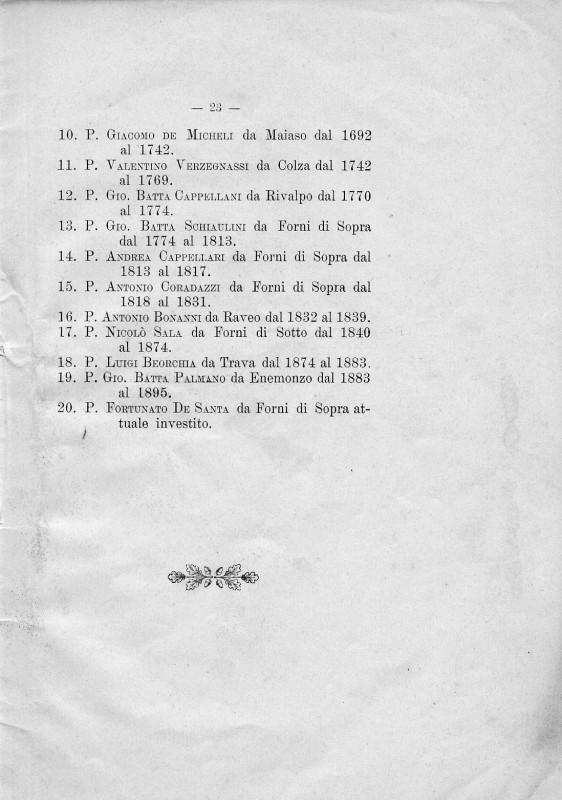 — 23 —
10. P. GIACOMO DE MICHELI da Maiaso dal 1692
al 1742.
11. P. VALENTINO VERZEGNASSI da Colza dal 1742
al 1769.
12. P. GIO. BATTA CAPPELLANI da Rivalpo dal 1770
al 1774.
13. P. GIO. BATTA SCHIAULINI da Forni di Sopra
dal 1774 al 1813.
14. P. ANDREA CAPPELLARI da Forni di Sopra dal
1813 al 1817.
15. P. ANTONIO CORADAZZI da Forni di Sopra dal
1818 al 1831.
16. P. ANTONIO BONANNI da Raveo dal 1832 al 1839.
17. P. NICOLÒ SALA da Forni di Sotto dal 1840
al 1874.
18. P. LUIGI BEORCHIA da Trava dal 1874 al 1883.
19. P. GIO. BATTA PALMANO da Enemonzo dal 1883
al 1895.
20. P. FORTUNATO DE SANTA da Forni di Sopra at-
tuale investito.